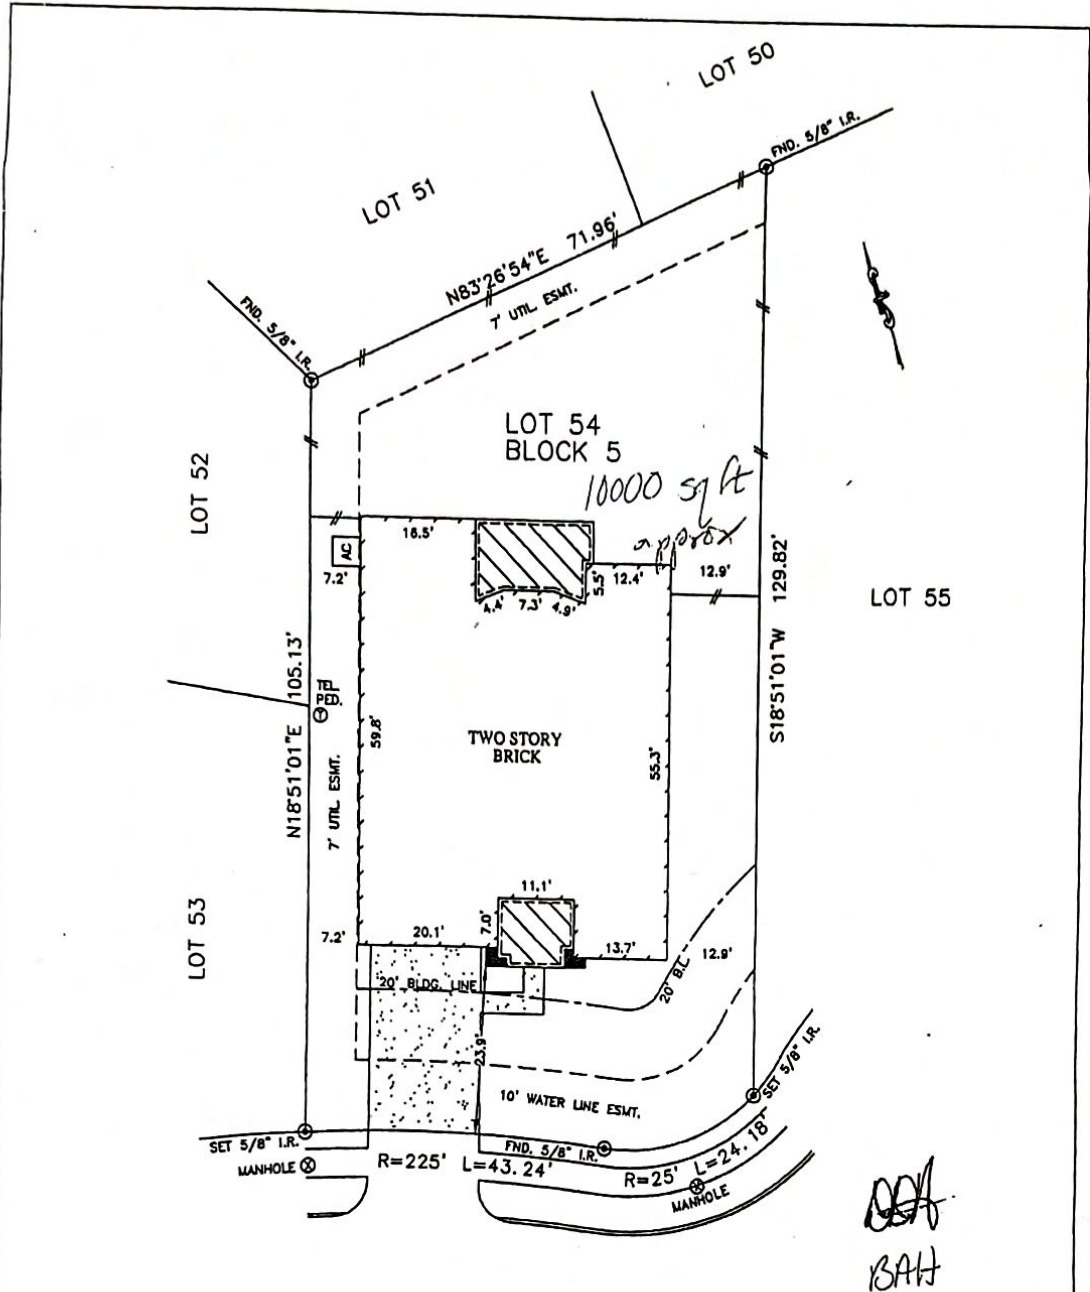 LOT 50
FND. 5/8" I.R.
LOT 51
N83°26'54"E 71.96'
7' UTIL ESMT.
FND. 5/8" I.R.
LOT 54
BLOCK 5
10000 sq ft
approx
LOT 52
16.5'
AC
7.2'
4.4'
7.3'
4.9'
5.5'
12.4'
12.9'
S18°51'01"W 129.82'
LOT 55
N18°51'01"E 105.13'
TEL
PED.
59.8'
TWO STORY
BRICK
55.3'
7' UTIL ESMT.
11.1'
7.0'
LOT 53
7.2'
20.1'
13.7'
12.9'
20' BLDG. LINE
20' B.L.
23.9'
10' WATER LINE ESMT.
SET 5/8" I.R.
SET 5/8" I.R.
FND. 5/8" I.R.
MANHOLE
R=225' L=43.24'
R=25' L=24.18'
MANHOLE
BAH